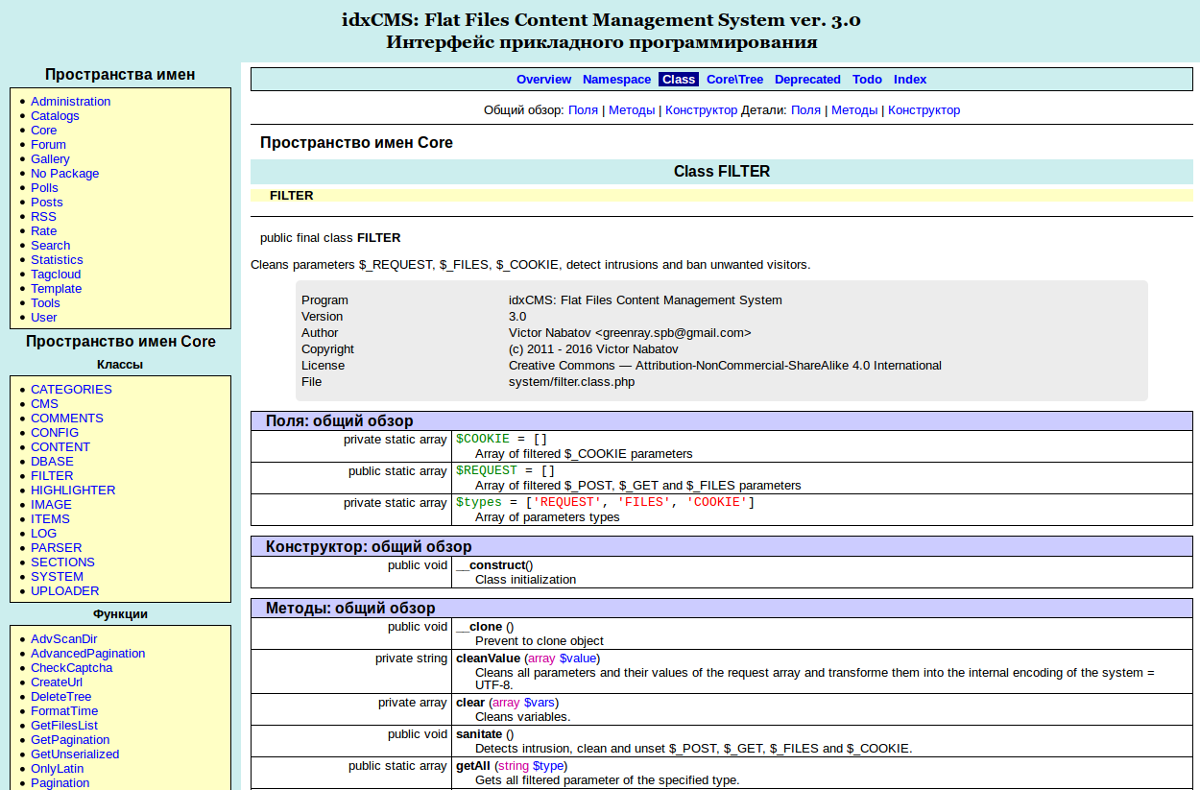 idxCMS: Flat Files Content Management System ver. 3.0
Интерфейс прикладного программирования
Пространства имен
Administration
Catalogs
Core
Forum
Gallery
No Package
Polls
Posts
RSS
Rate
Search
Statistics
Tagcloud
Template
Tools
User
Пространство имен Core
Классы
CATEGORIES
CMS
COMMENTS
CONFIG
CONTENT
DBASE
FILTER
HIGHLIGHTER
IMAGE
ITEMS
LOG
PARSER
SECTIONS
SYSTEM
UPLOADER
Функции
AdvScanDir
AdvancedPagination
CheckCaptcha
CreateUrl
DeleteTree
FormatTime
GetFilesList
GetPagination
GetUnserialized
OnlyLatin
Pagination
Overview Namespace Class Core\Tree Deprecated Todo Index
Общий обзор: Поля | Методы | Конструктор Детали: Поля | Методы | Конструктор
Пространство имен Core
Class FILTER
FILTER
public final class FILTER
Cleans parameters $_REQUEST, $_FILES, $_COOKIE, detect intrusions and ban unwanted visitors.
Program idxCMS: Flat Files Content Management System
Version 3.0
Author Victor Nabatov <greenray.spb@gmail.com>
Copyright (c) 2011 - 2016 Victor Nabatov
License Creative Commons — Attribution-NonCommercial-ShareAlike 4.0 International
File system/filter.class.php
Поля: общий обзор
private static array $COOKIE = []
Array of filtered $_COOKIE parameters
public static array $REQUEST = []
Array of filtered $_POST, $_GET and $_FILES parameters
private static array $types = ['REQUEST', 'FILES', 'COOKIE']
Array of parameters types
Конструктор: общий обзор
public void __construct()
Class initialization
Методы: общий обзор
public void __clone ()
Prevent to clone object
private string cleanValue (array $value)
Cleans all parameters and their values of the request array and transforme them into the internal encoding of the system =
UTF-8.
private array clear (array $vars)
Cleans variables.
public void sanitate ()
Detects intrusion, clean and unset $_POST, $_GET, $_FILES and $_COOKIE.
public static array getAll (string $type)
Gets all filtered parameter of the specified type.